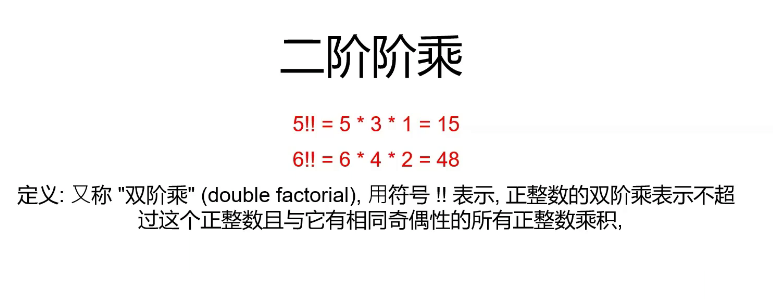 二阶阶乘
5!! = 5 * 3 * 1 = 15
6!! = 6 * 4 * 2 = 48
定义: 又称 "双阶乘" (double factorial), 用符号 !! 表示, 正整数的双阶乘表示不超
过这个正整数且与它有相同奇偶性的所有正整数乘积,